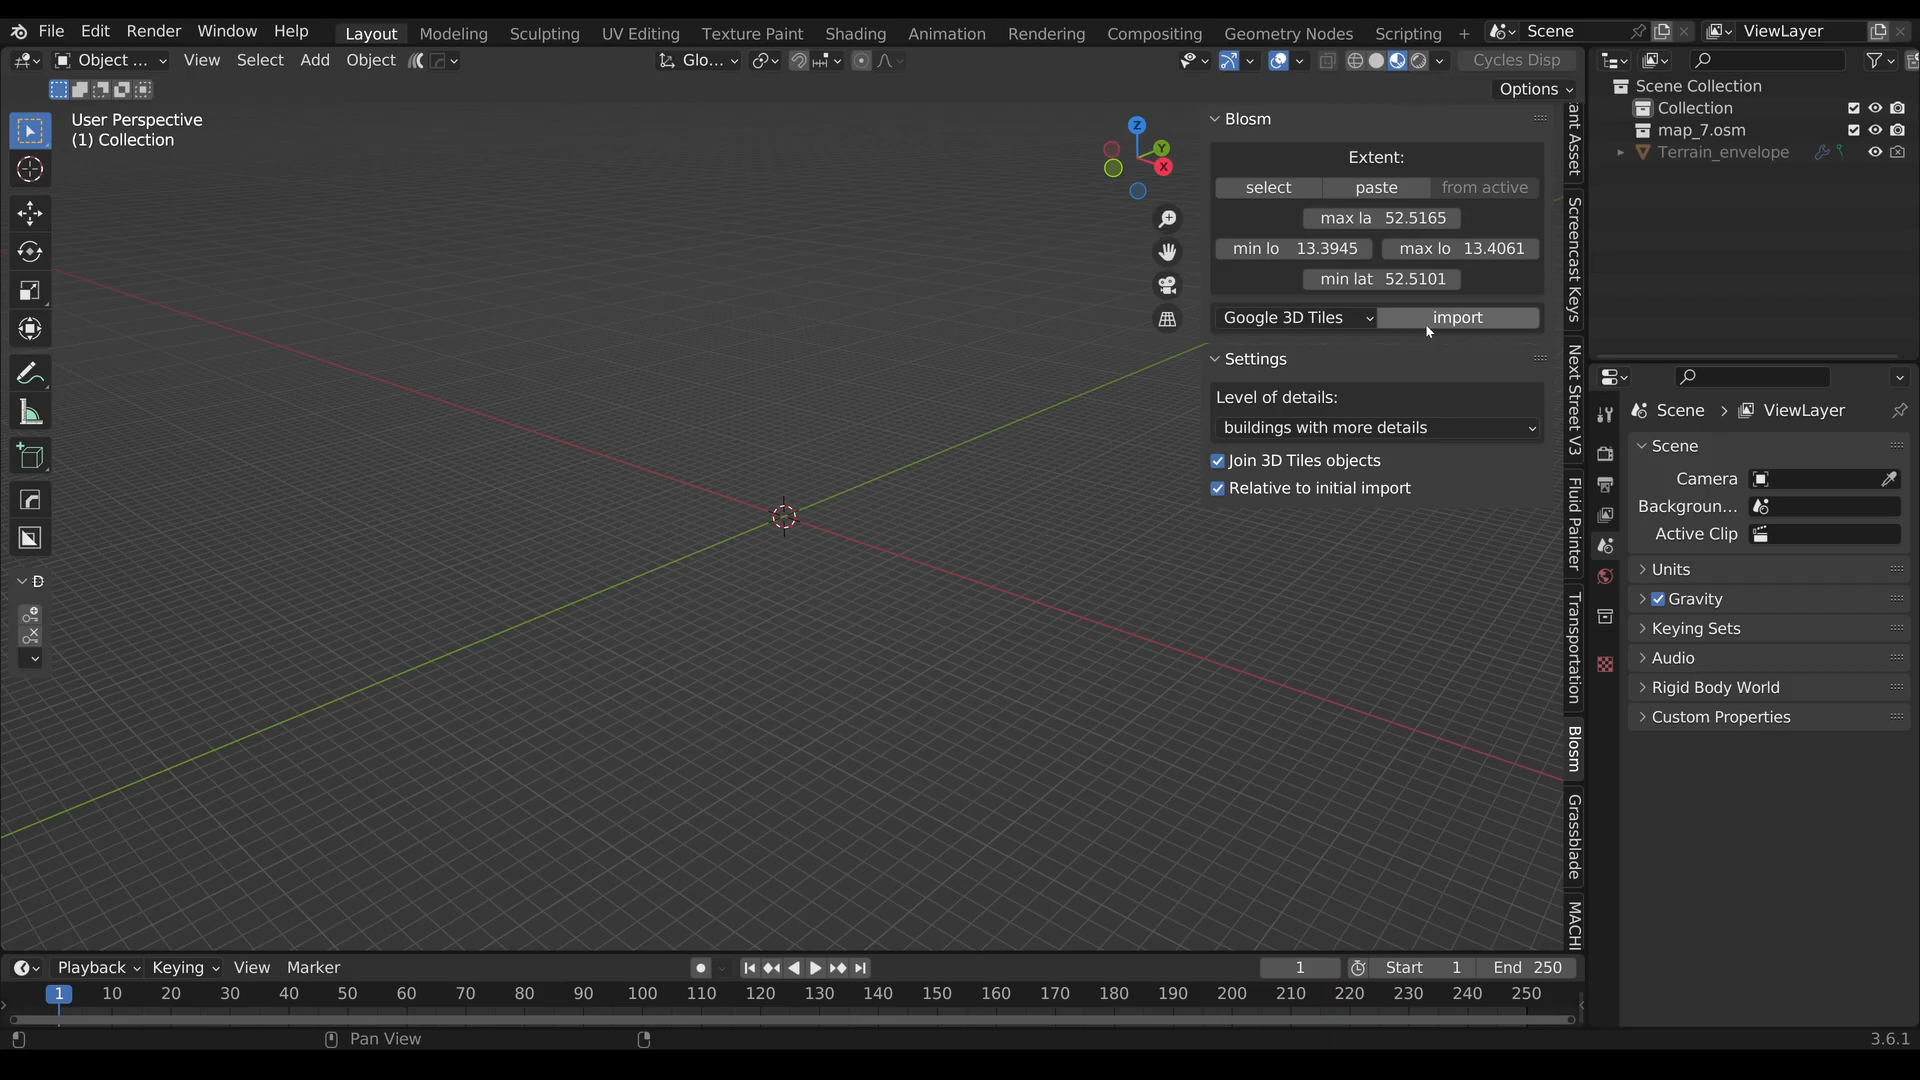 File Edit Render Window Help Layout Modeling Sculpting UV Editing Texture Paint Shading Animation Rendering Compositing Geometry Nodes Scripting + Scene ViewLayer
Object ... View Select Add Object Glo... Cycles Disp
Options
User Perspective
(1) Collection
Z
Y
X
Blosm
Extent:
select paste from active
max la 52.5165
min lo 13.3945 max lo 13.4061
min lat 52.5101
Google 3D Tiles import
Settings
Level of details:
buildings with more details
Join 3D Tiles objects
Relative to initial import
D
ant Asset
Screencast Keys
Next Street V3
Fluid Painter
Transportation
Blosm
Grassblade
MACHI
Scene Collection
Collection
map_7.osm
Terrain_envelope
Scene > ViewLayer
Scene
Camera
Backgroun...
Active Clip
Units
Gravity
Keying Sets
Audio
Rigid Body World
Custom Properties
Playback Keying View Marker 1 Start 1 End 250
1 10 20 30 40 50 60 70 80 90 100 110 120 130 140 150 160 170 180 190 200 210 220 230 240 250
Pan View 3.6.1